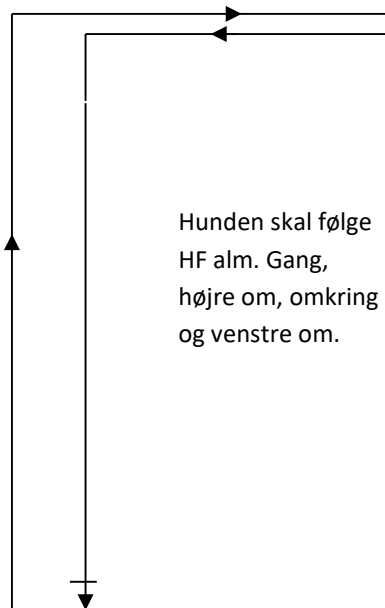 Hunden skal følge
HF alm. Gang,
højre om, omkring
og venstre om.